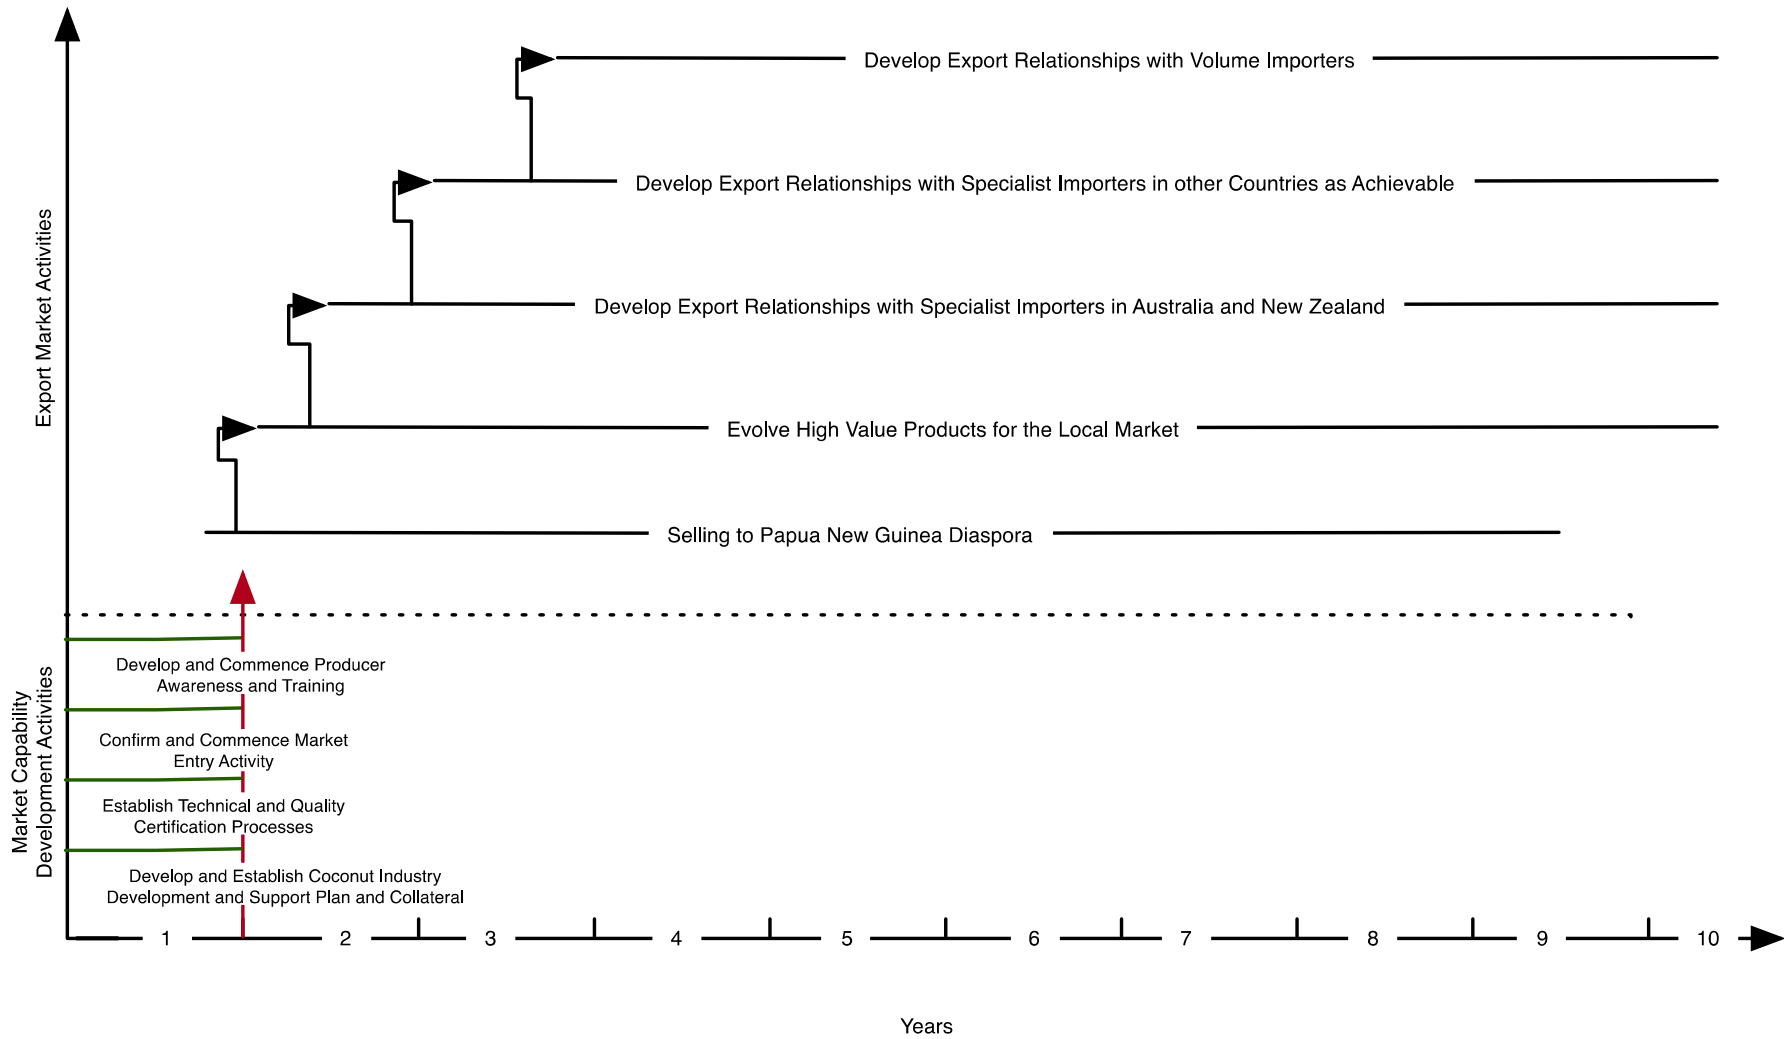 Develop Export Relationships with Volume Importers
Develop Export Relationships with Specialist Importers in other Countries as Achievable
Export Market Activities
Develop Export Relationships with Specialist Importers in Australia and New Zealand
Evolve High Value Products for the Local Market
Selling to Papua New Guinea Diaspora
Market Capability
Development Activities
Develop and Commence Producer
Awareness and Training
Confirm and Commence Market
Entry Activity
Establish Technical and Quality
Certification Processes
Develop and Establish Coconut Industry
Development and Support Plan and Collateral
1 2 3 4 5 6 7 8 9 10
Years